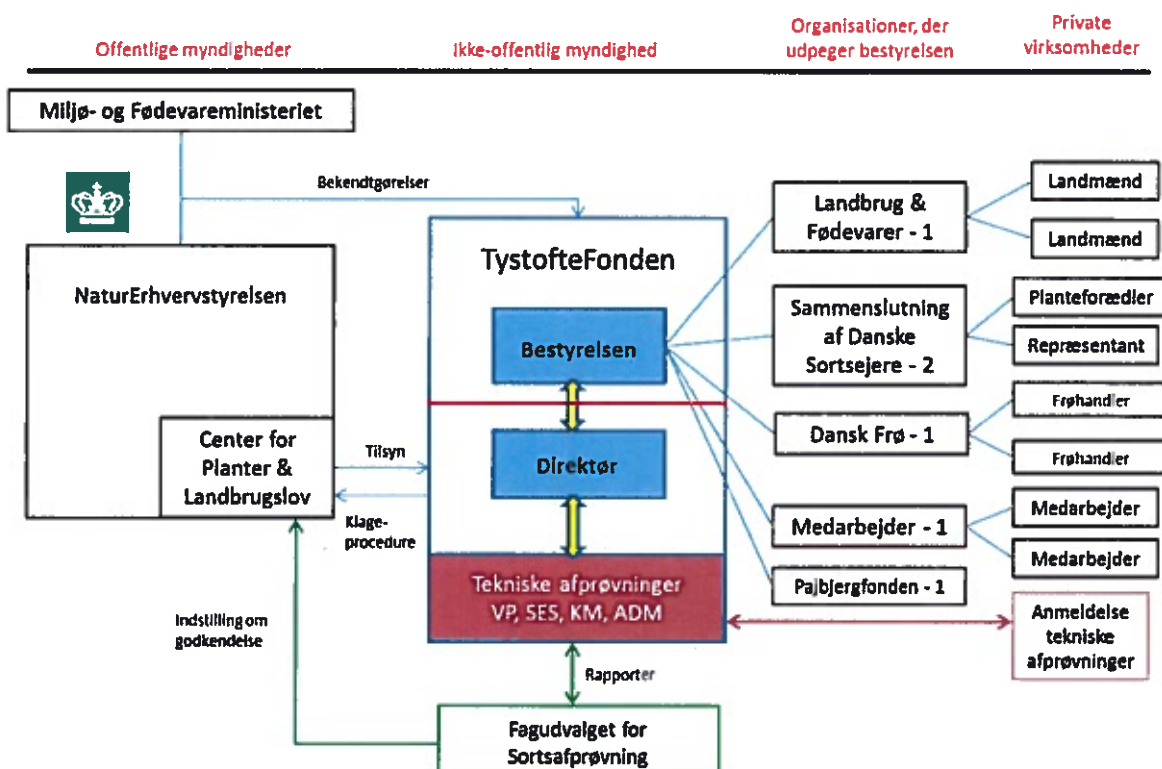 Offentlige myndigheder
Ikke-offentlig myndighed
Organisationer, der
udpeger bestyrelsen
Private
virksomheder
Miljø- og Fødevareministeriet
Bekendtgørelser
NaturErhvervstyrelsen
Center for
Planter &
Landbrugslov
Tilsyn
Klage-
procedure
Indstilling om
godkendelse
TystofteFonden
Bestyrelsen
Direktør
Tekniske afprøvninger
VP, SES, KM, ADM
Rapporter
Fagudvalget for
Sortsafprøvning
Landbrug &
Fødevarer - 1
Sammenslutning
af Danske
Sortsejere - 2
Dansk Frø - 1
Medarbejder - 1
Pajbjergfonden - 1
Landmænd
Landmænd
Planteforædler
Repræsentant
Frøhandler
Frøhandler
Medarbejder
Medarbejder
Anmeldelse
tekniske
afprøvninger